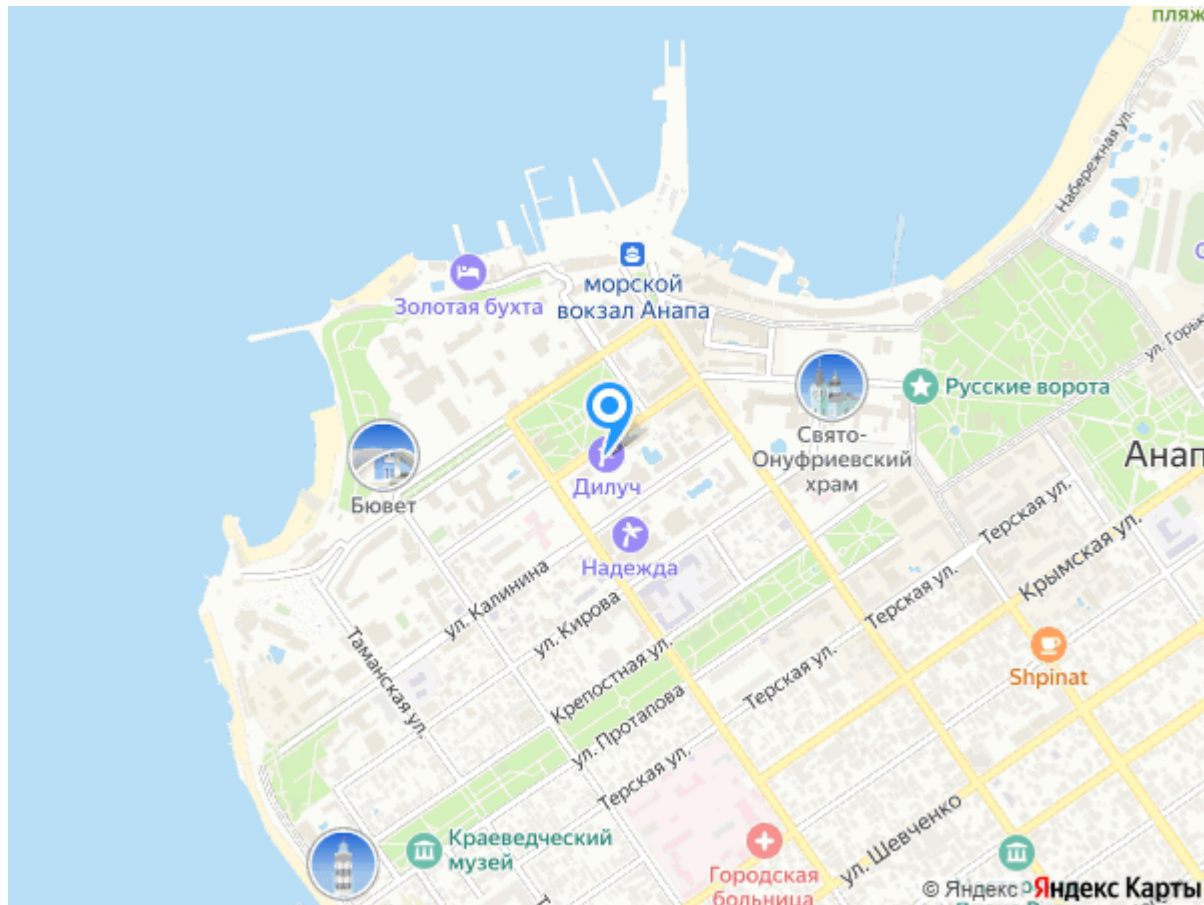 пляж
Набережная ул.
морской
вокзал Анапа
Золотая бухта
ул. Горьк
Русские ворота
Свято-
Онуфриевский
храм
Анап
Бювет
Дилуч
Надежда
Терская ул.
Крымская ул.
ул. Калинина
ул. Кирова
Терская ул.
Таманская ул.
Крепостная ул.
Терская ул.
Shpinat
ул. Протапова
Терская ул.
Краеведческий
музей
Городская
больница
ул. Шевченко
© Яндекс
Яндекс Карты